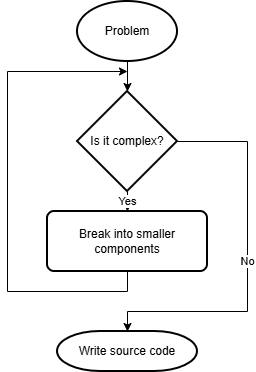 Problem
Is it complex?
Yes
Break into smaller
components
No
Write source code